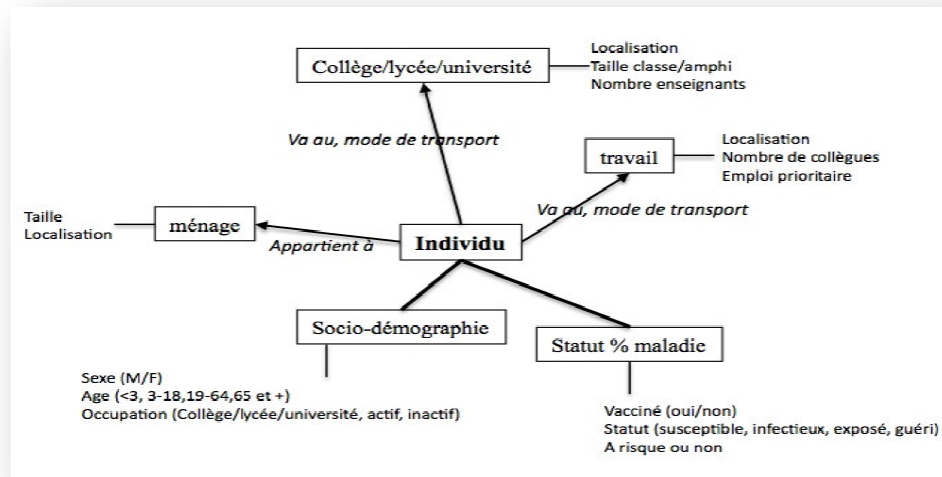 Collège/lycée/université
Localisation
Taille classe/amphi
Nombre enseignants
Va au, mode de transport
travail
Localisation
Nombre de collègues
Emploi prioritaire
Va au, mode de transport
Taille
Localisation
ménage
Appartient à
Individu
Socio-démographie
Statut % maladie
Sexe (M/F)
Age (<3, 3-18,19-64,65 et +)
Occupation (Collège/lycée/université, actif, inactif)
Vacciné (oui/non)
Statut (susceptible, infectieux, exposé, guéri)
A risque ou non